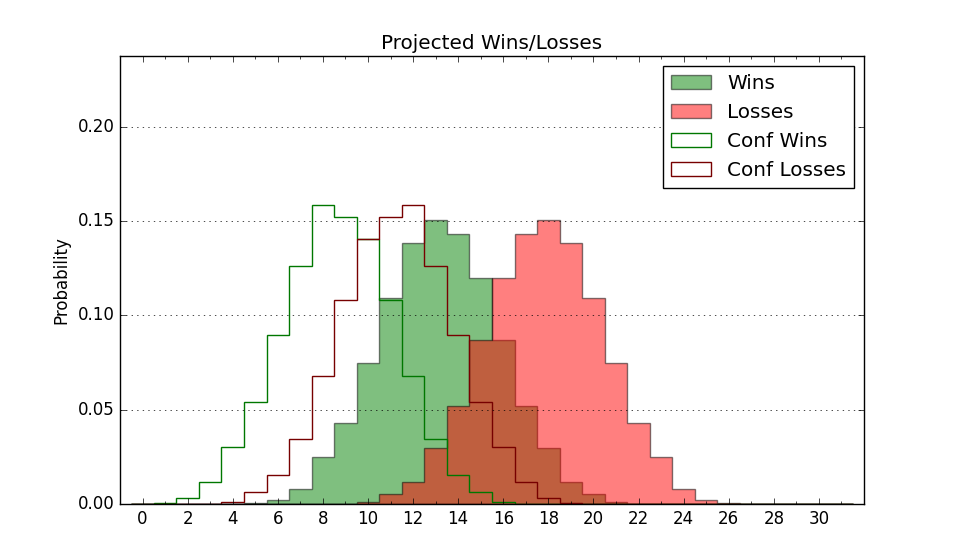 Projected Wins/Losses
Wins
Losses
Conf Wins
Conf Losses
Probability
0.20
0.15
0.10
0.05
0.00
0 2 4 6 8 10 12 14 16 18 20 22 24 26 28 30